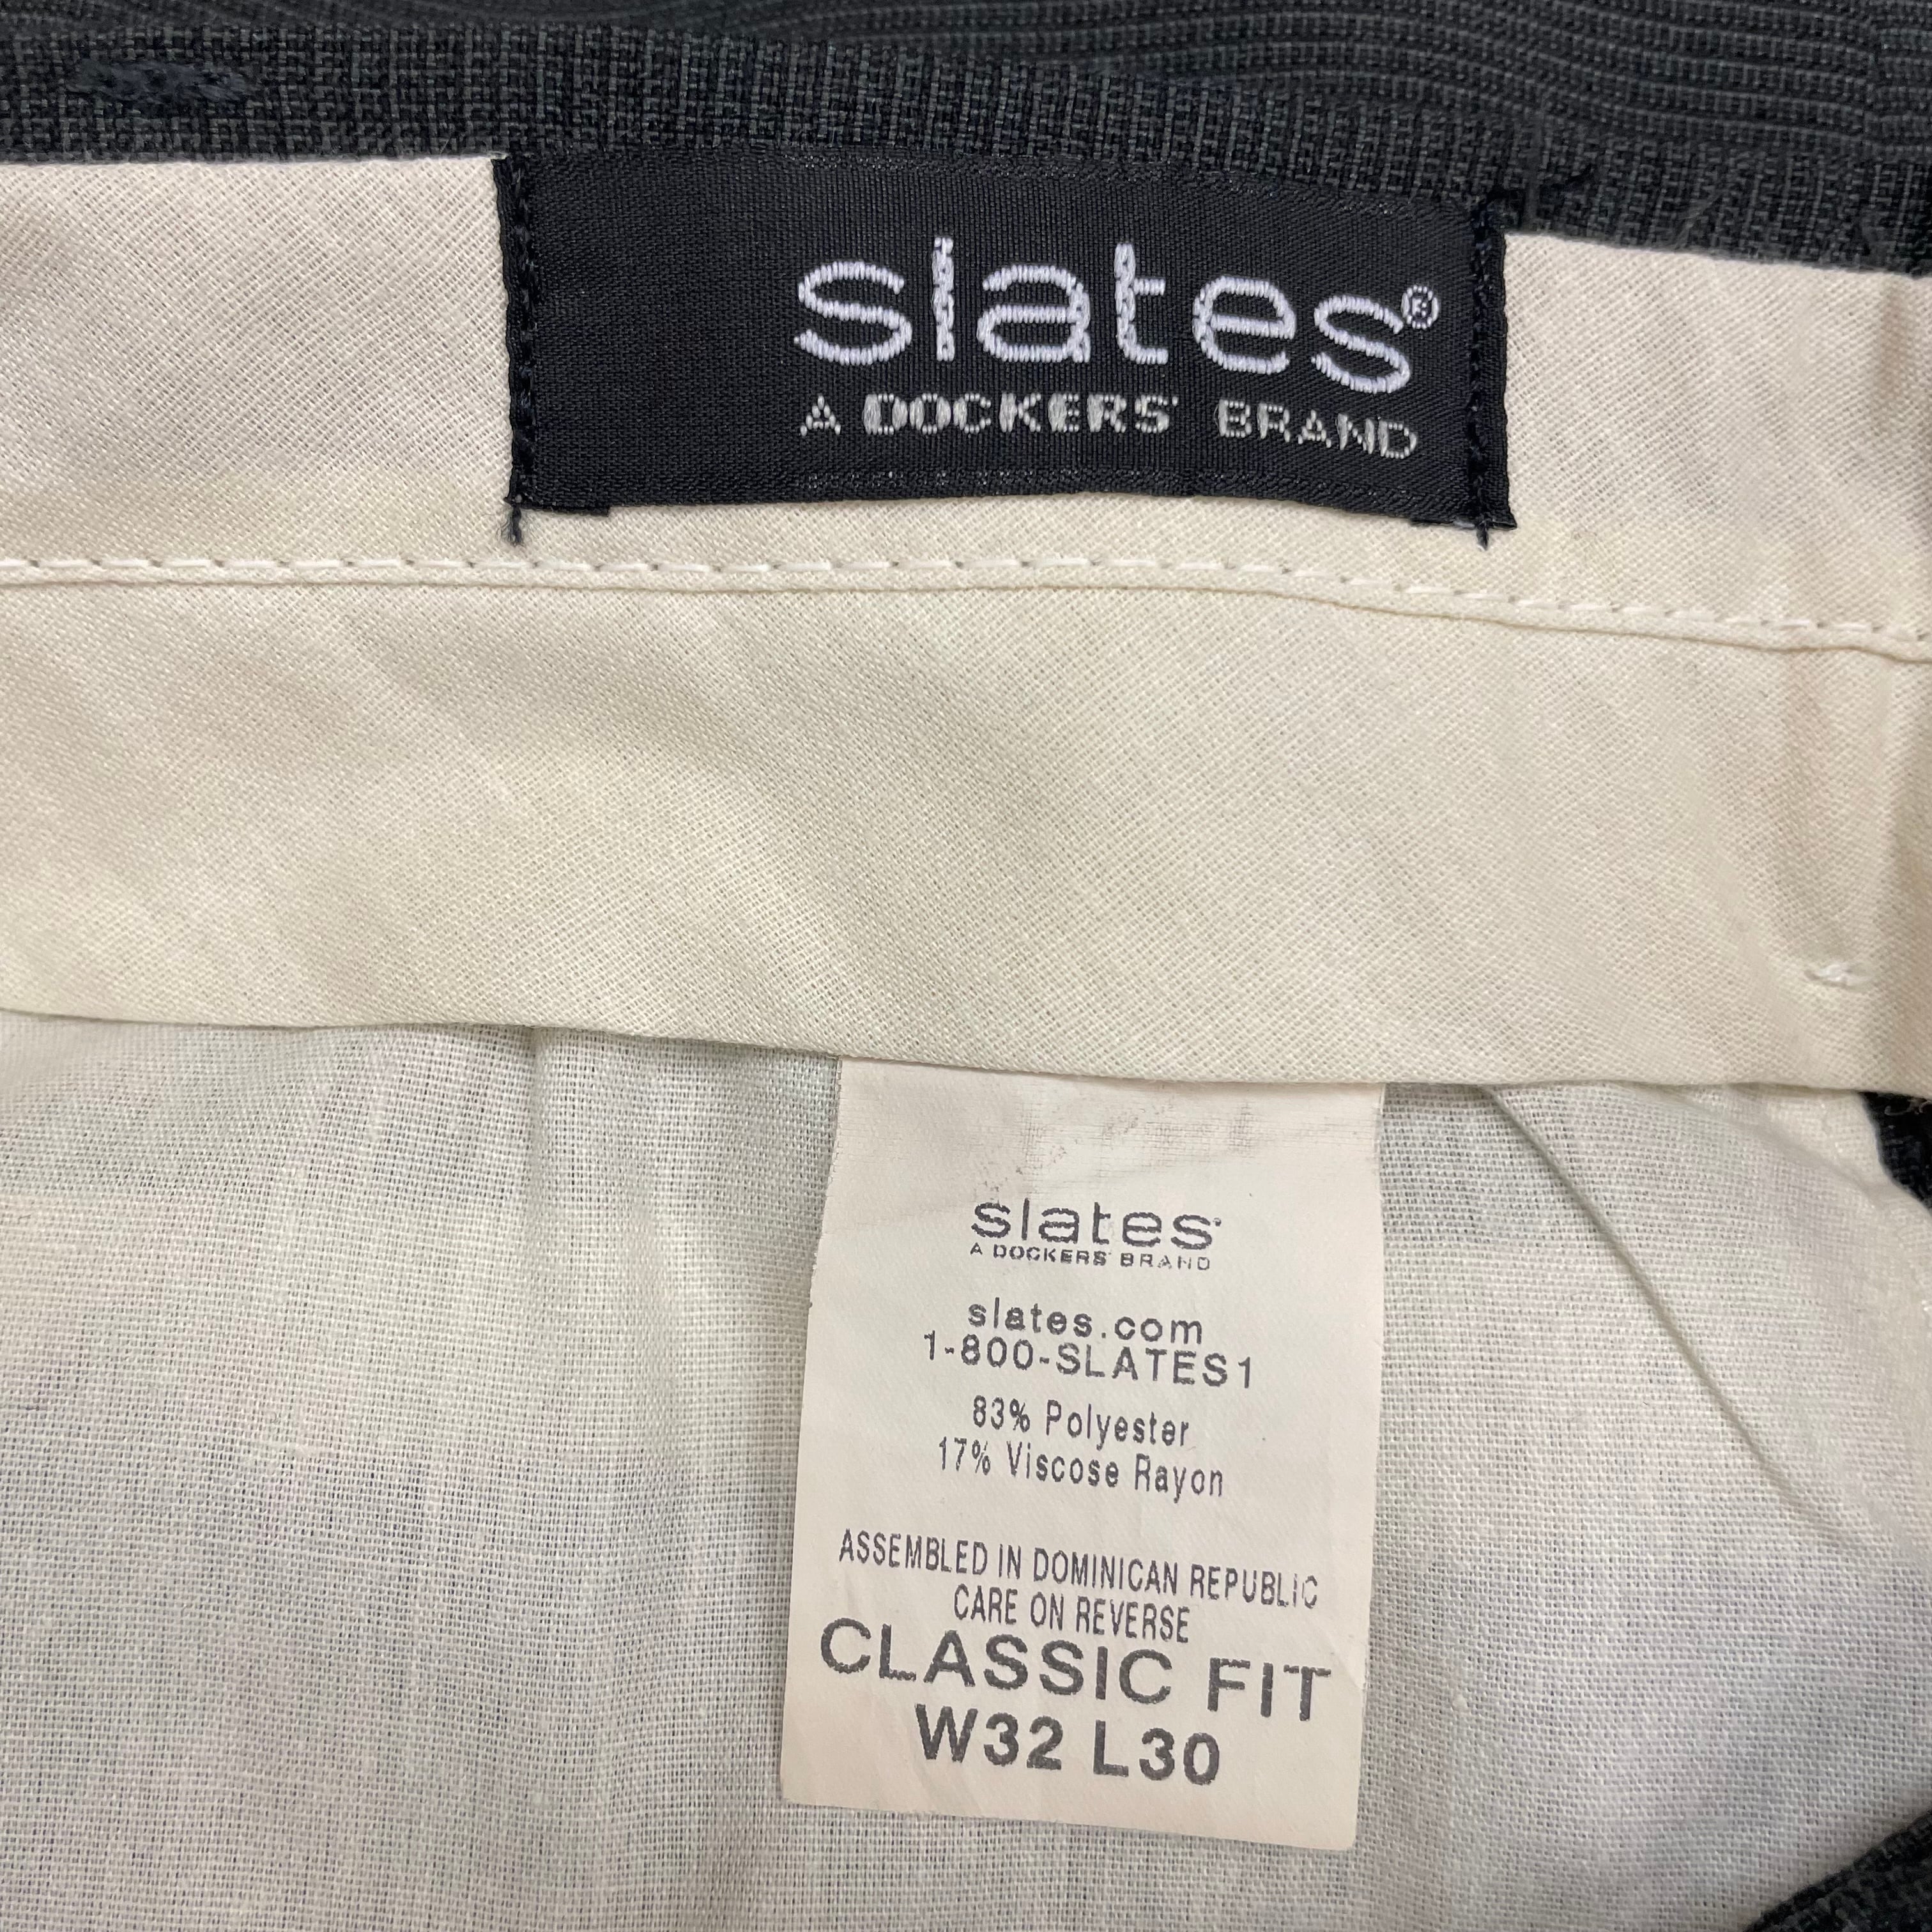 slates®
A DOCKERS® BRAND
slates®
A DOCKERS® BRAND
slates.com
1-800-SLATES1
83% Polyester
17% Viscose Rayon
ASSEMBLED IN DOMINICAN REPUBLIC
CARE ON REVERSE
CLASSIC FIT
W32 L30